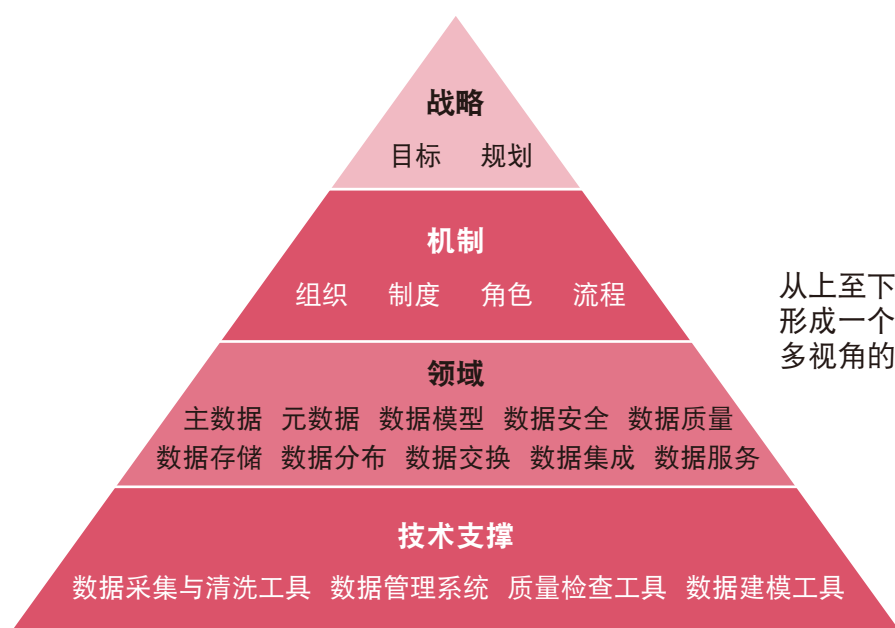 战略
目标 规划
机制
组织 制度 角色 流程
领域
主数据 元数据 数据模型 数据安全 数据质量
数据存储 数据分布 数据交换 数据集成 数据服务
技术支撑
数据采集与清洗工具 数据管理系统 质量检查工具 数据建模工具
从上至下
形成一个
多视角的